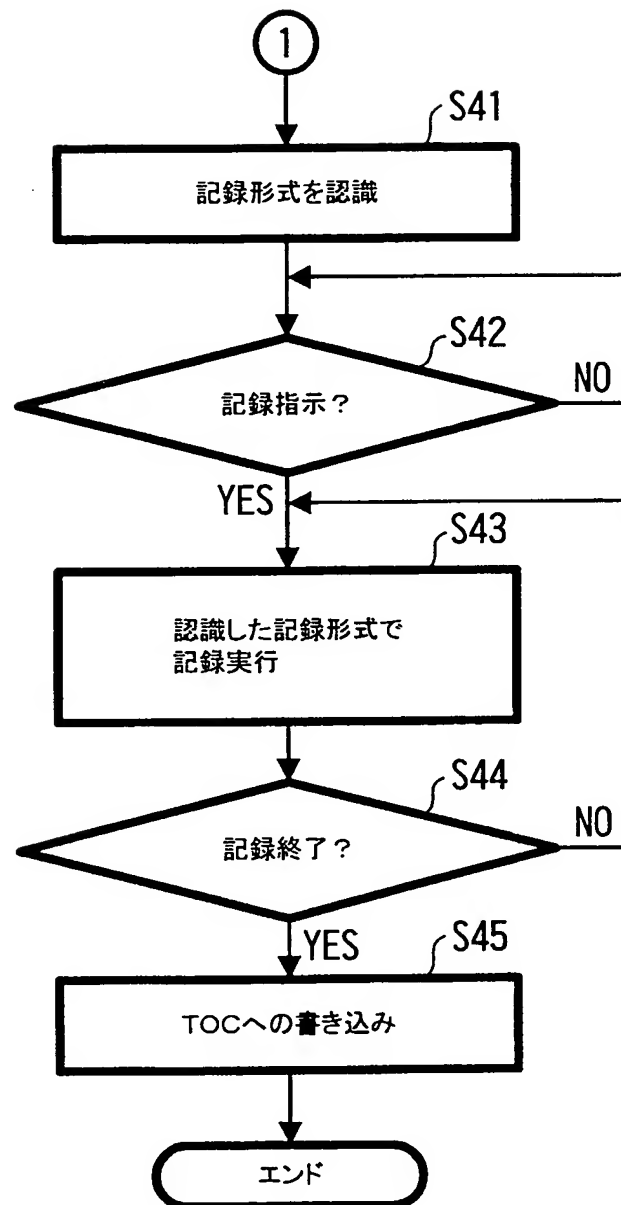 1
S41
記録形式を認識
S42
記録指示？
NO
YES
S43
認識した記録形式で
記録実行
S44
記録終了？
NO
YES
S45
TOCへの書き込み
エンド